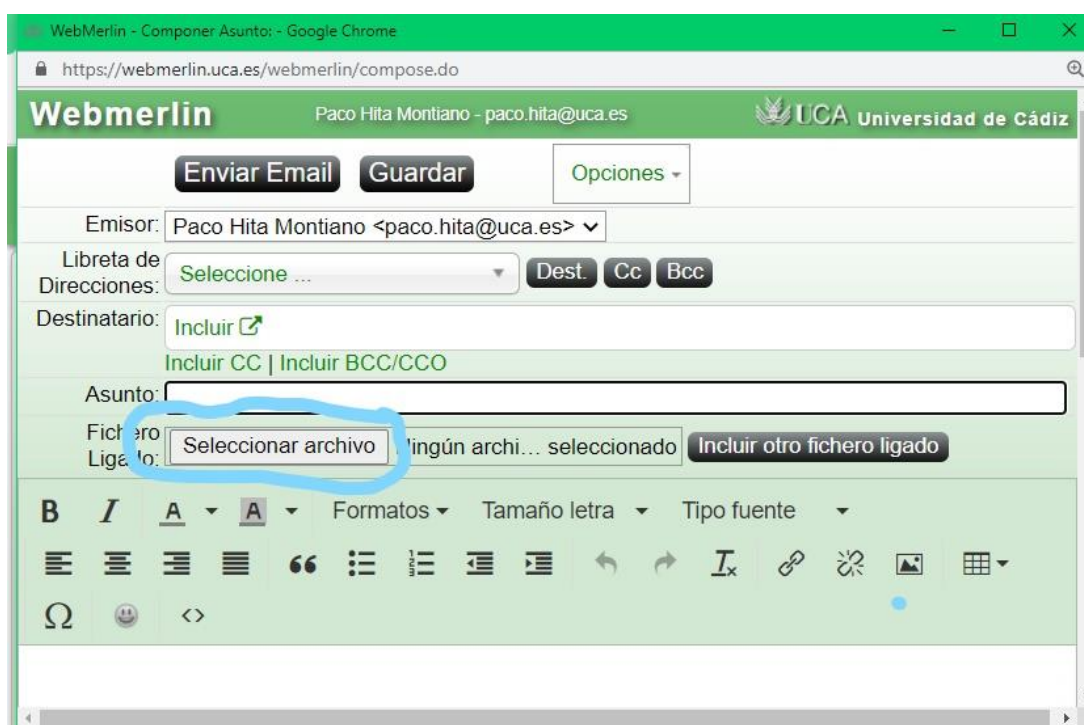 WebMerlin - Componer Asunto: - Google Chrome
https://webmerlin.uca.es/webmerlin/compose.do
Webmerlin Paco Hita Montiano - paco.hita@uca.es UCA Universidad de Cádiz
Enviar Email Guardar Opciones
Emisor: Paco Hita Montiano <paco.hita@uca.es>
Libreta de Direcciones: Seleccione ... Dest. Cc Bcc
Destinatario: Incluir
Incluir CC | Incluir BCC/CCO
Asunto:
Fichero Ligado: Seleccionar archivo Ningún archi... seleccionado Incluir otro fichero ligado
B I A A Formatos Tamaño letra Tipo fuente